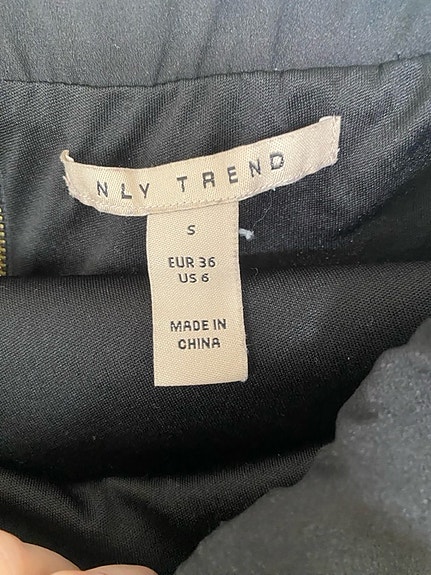 NLY TREND
S
EUR 36
US 6
MADE IN
CHINA